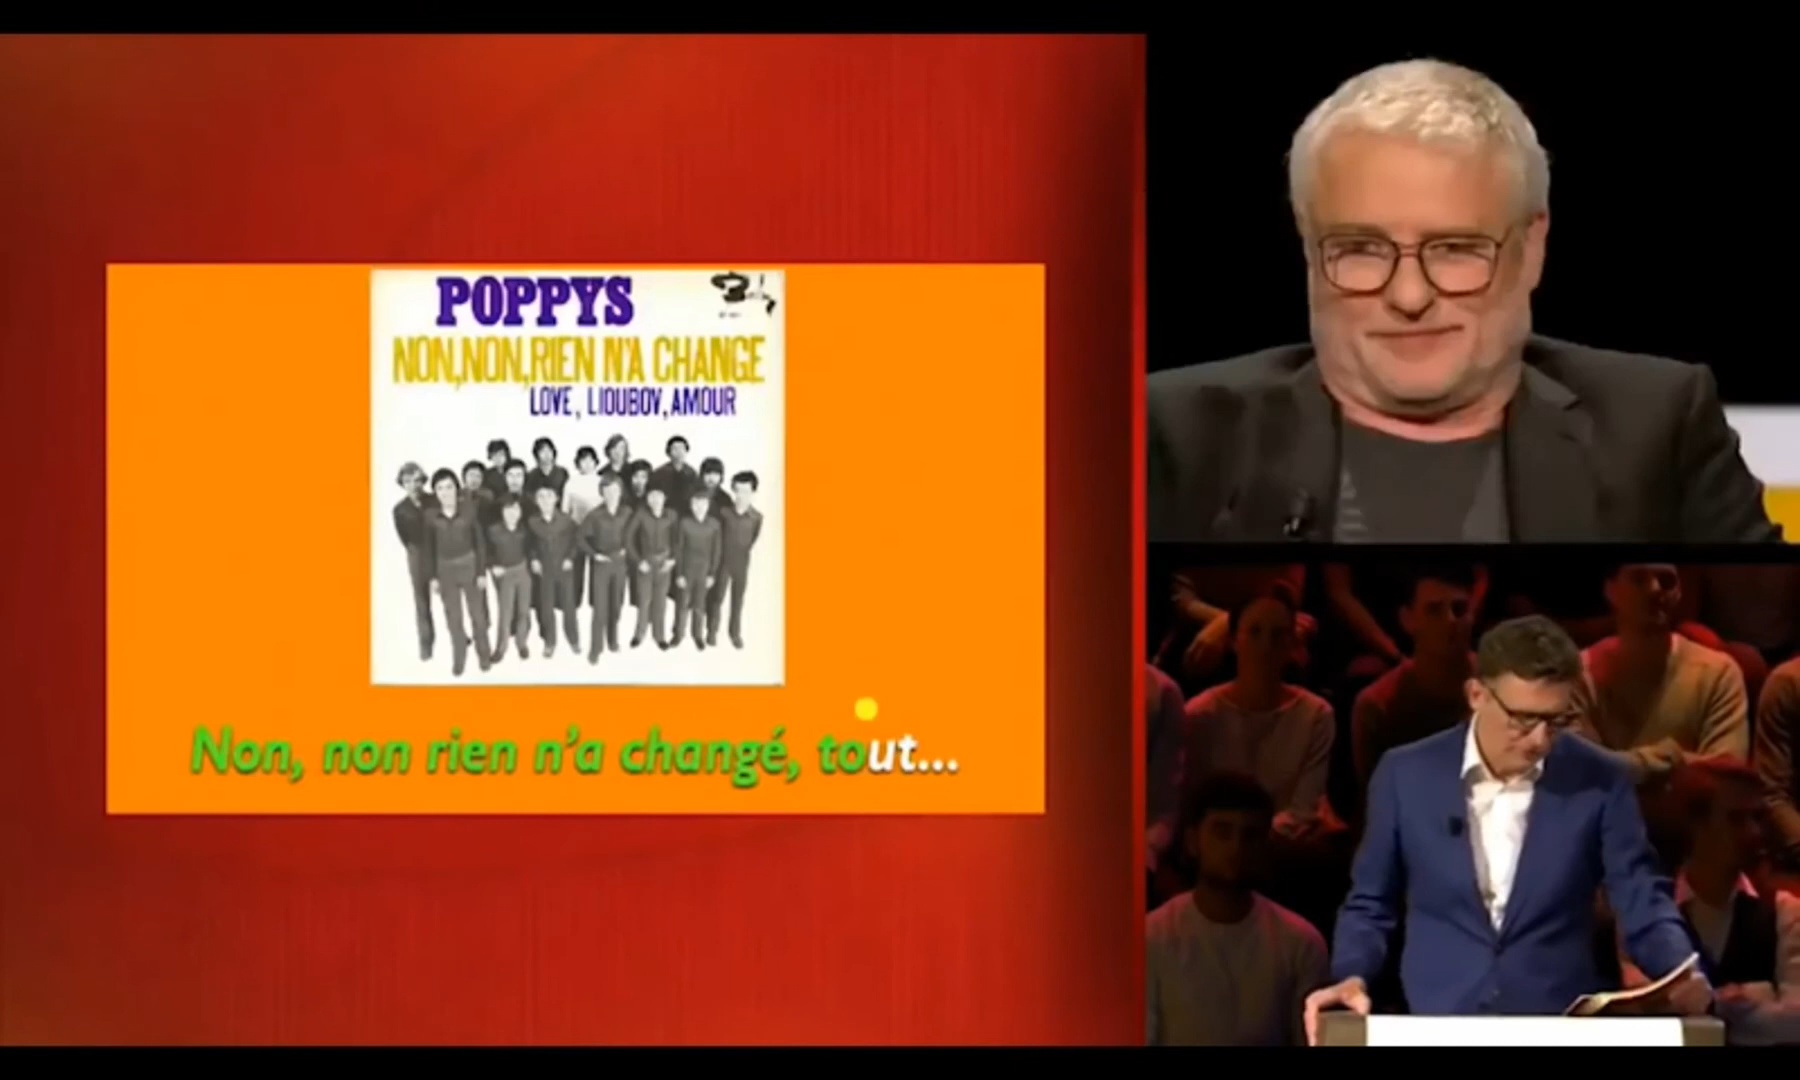 POPPYS
NON,NON,RIEN N'A CHANGE
LOVE, LIOUBOV, AMOUR
Non, non rien n'a changé, tout...